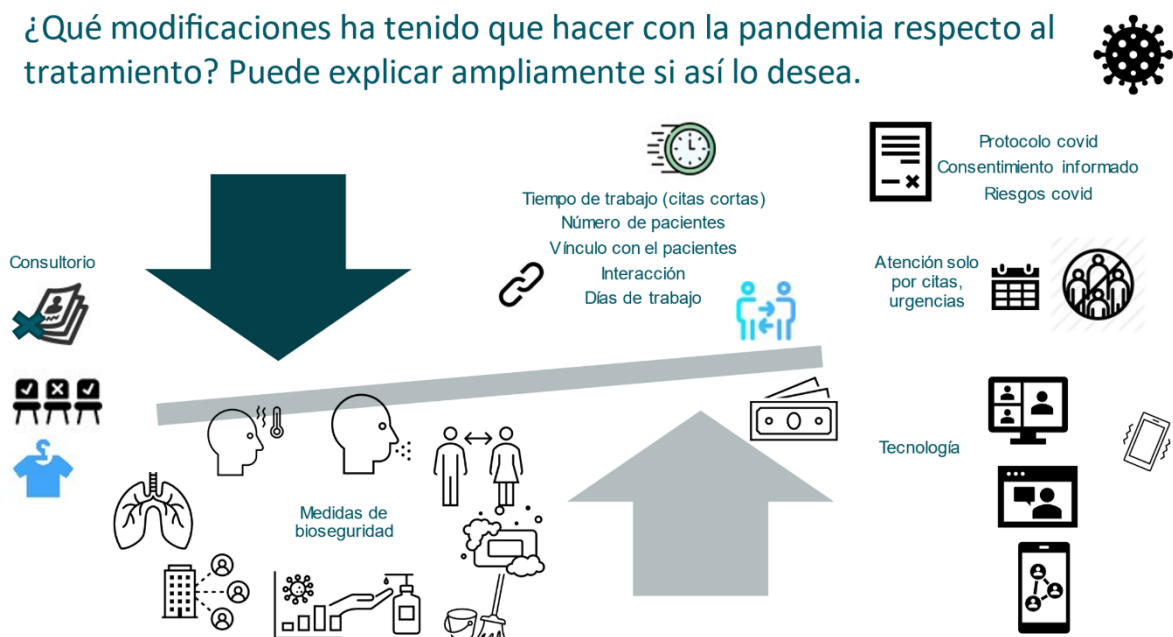 ¿Qué modificaciones ha tenido que hacer con la pandemia respecto al
tratamiento? Puede explicar ampliamente si así lo desea.
Consultorio
Tiempo de trabajo (citas cortas)
Número de pacientes
Vínculo con el pacientes
Interacción
Días de trabajo
Protocolo covid
Consentimiento informado
Riesgos covid
Atención solo
por citas,
urgencias
Tecnología
Medidas de
bioseguridad